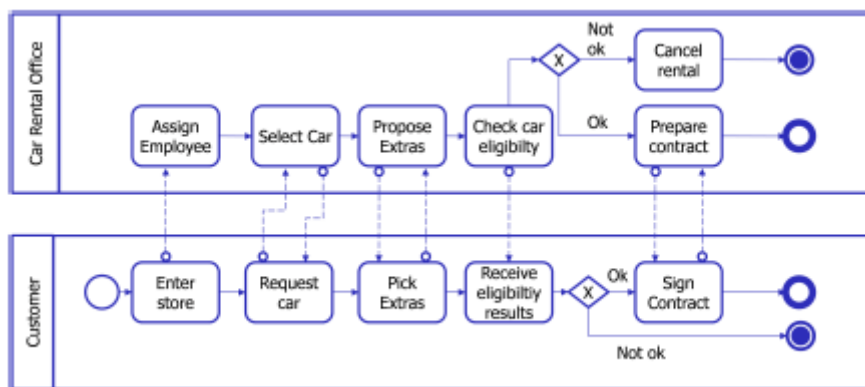 Car Rental Office
Not
ok
Cancel
rental
X
Assign
Employee
Select Car
Propose
Extras
Check car
eligibilty
Ok
Prepare
contract
Customer
Enter
store
Request
car
Pick
Extras
Receive
eligibiltiy
results
X
Ok
Sign
Contract
Not ok